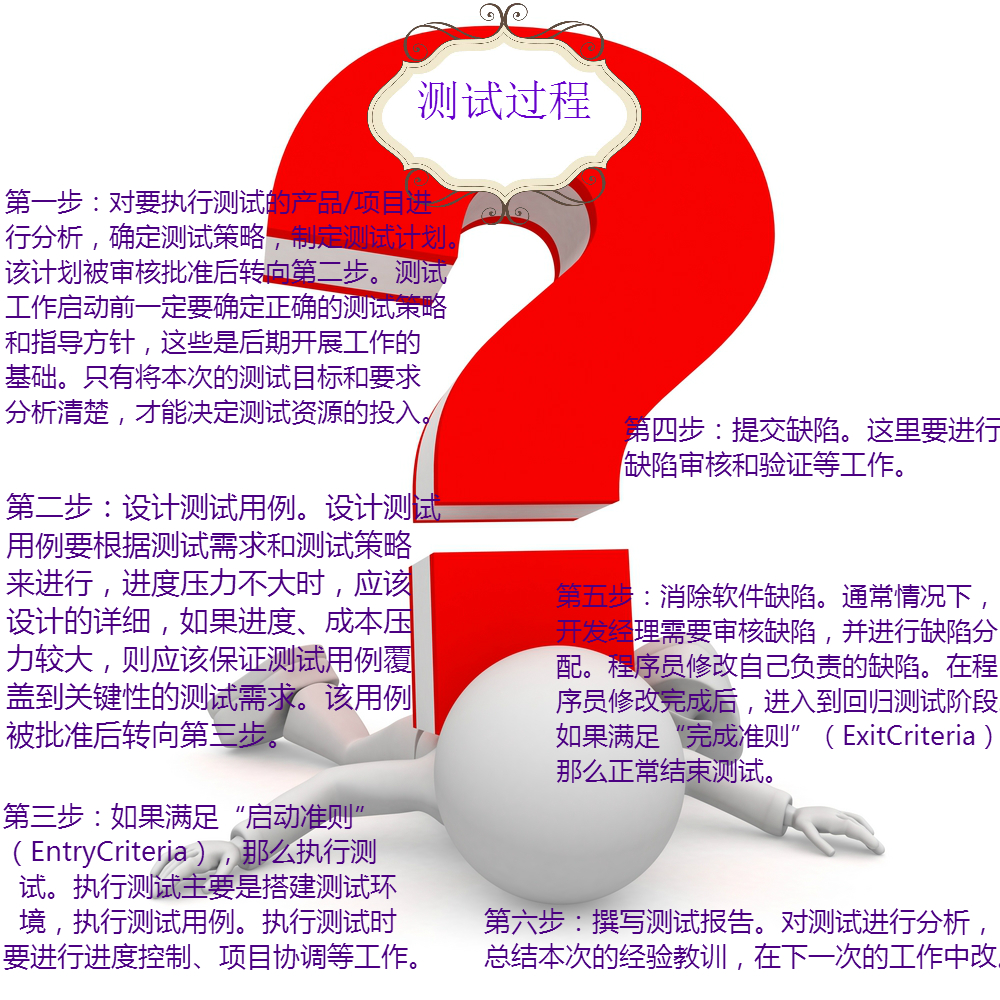 测试过程
第一步：对要执行测试的产品/项目进
行分析，确定测试策略，制定测试计划。
该计划被审核批准后转向第二步。测试
工作启动前一定要确定正确的测试策略
和指导方针，这些是后期开展工作的
基础。只有将本次的测试目标和要求
分析清楚，才能决定测试资源的投入。
第二步：设计测试用例。设计测试
用例要根据测试需求和测试策略
来进行，进度压力不大时，应该
设计的详细，如果进度、成本压
力较大，则应该保证测试用例覆
盖到关键性的测试需求。该用例
被批准后转向第三步。
第三步：如果满足“启动准则”
（EntryCriteria），那么执行测
试。执行测试主要是搭建测试环
境，执行测试用例。执行测试时
要进行进度控制、项目协调等工作。
第四步：提交缺陷。这里要进行
缺陷审核和验证等工作。
第五步：消除软件缺陷。通常情况下，
开发经理需要审核缺陷，并进行缺陷分
配。程序员修改自己负责的缺陷。在程
序员修改完成后，进入到回归测试阶段
如果满足“完成准则”（ExitCriteria）
那么正常结束测试。
第六步：撰写测试报告。对测试进行分析，
总结本次的经验教训，在下一次的工作中改